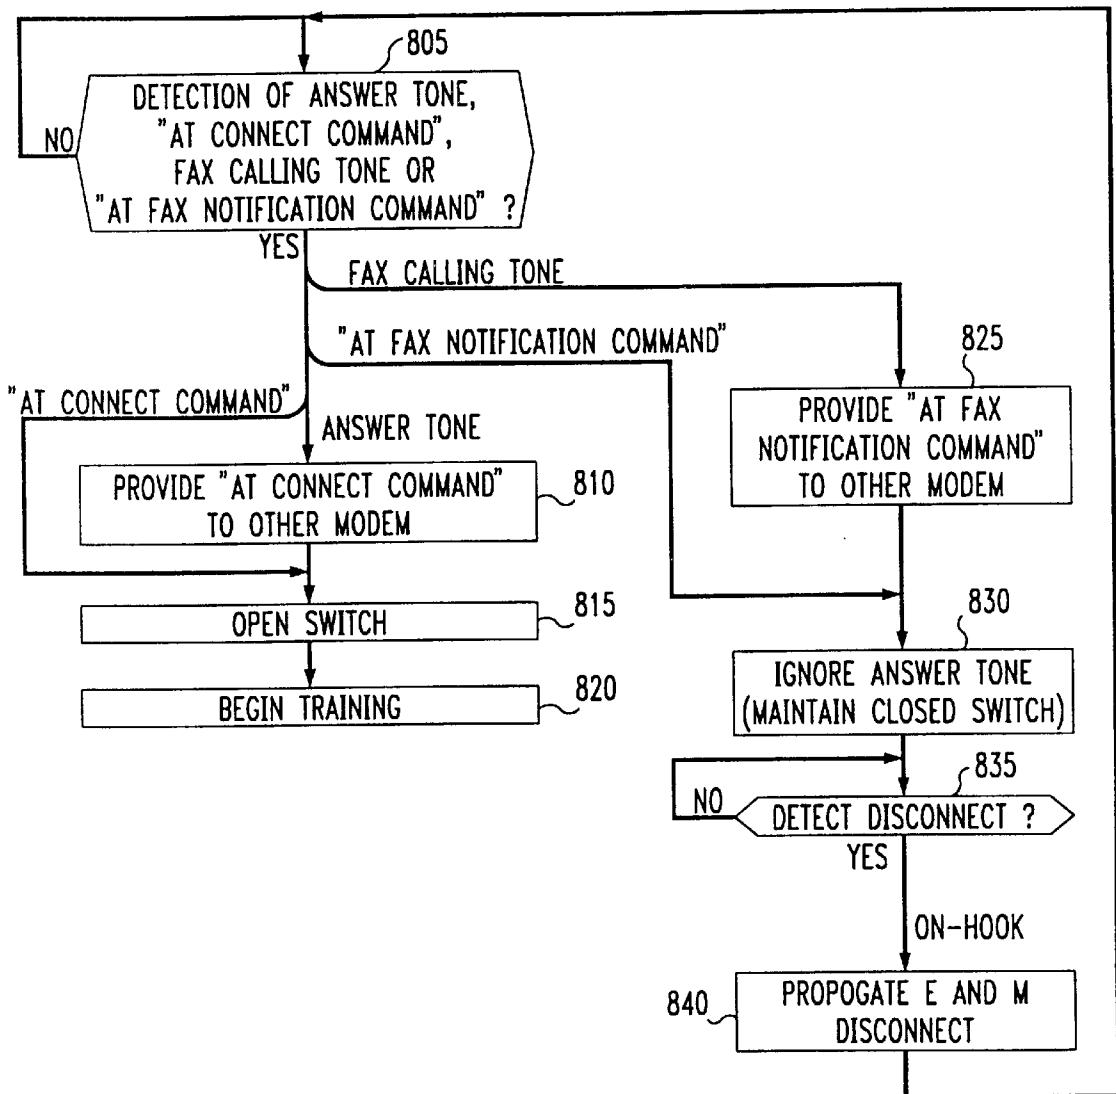 805
DETECTION OF ANSWER TONE,
"AT CONNECT COMMAND",
FAX CALLING TONE OR
"AT FAX NOTIFICATION COMMAND" ?
NO
YES
FAX CALLING TONE
"AT FAX NOTIFICATION COMMAND"
"AT CONNECT COMMAND"
ANSWER TONE
825
PROVIDE "AT FAX
NOTIFICATION COMMAND"
TO OTHER MODEM
PROVIDE "AT CONNECT COMMAND"
TO OTHER MODEM
810
OPEN SWITCH
815
BEGIN TRAINING
820
830
IGNORE ANSWER TONE
(MAINTAIN CLOSED SWITCH)
835
NO
DETECT DISCONNECT ?
YES
ON-HOOK
840
PROPOGATE E AND M
DISCONNECT